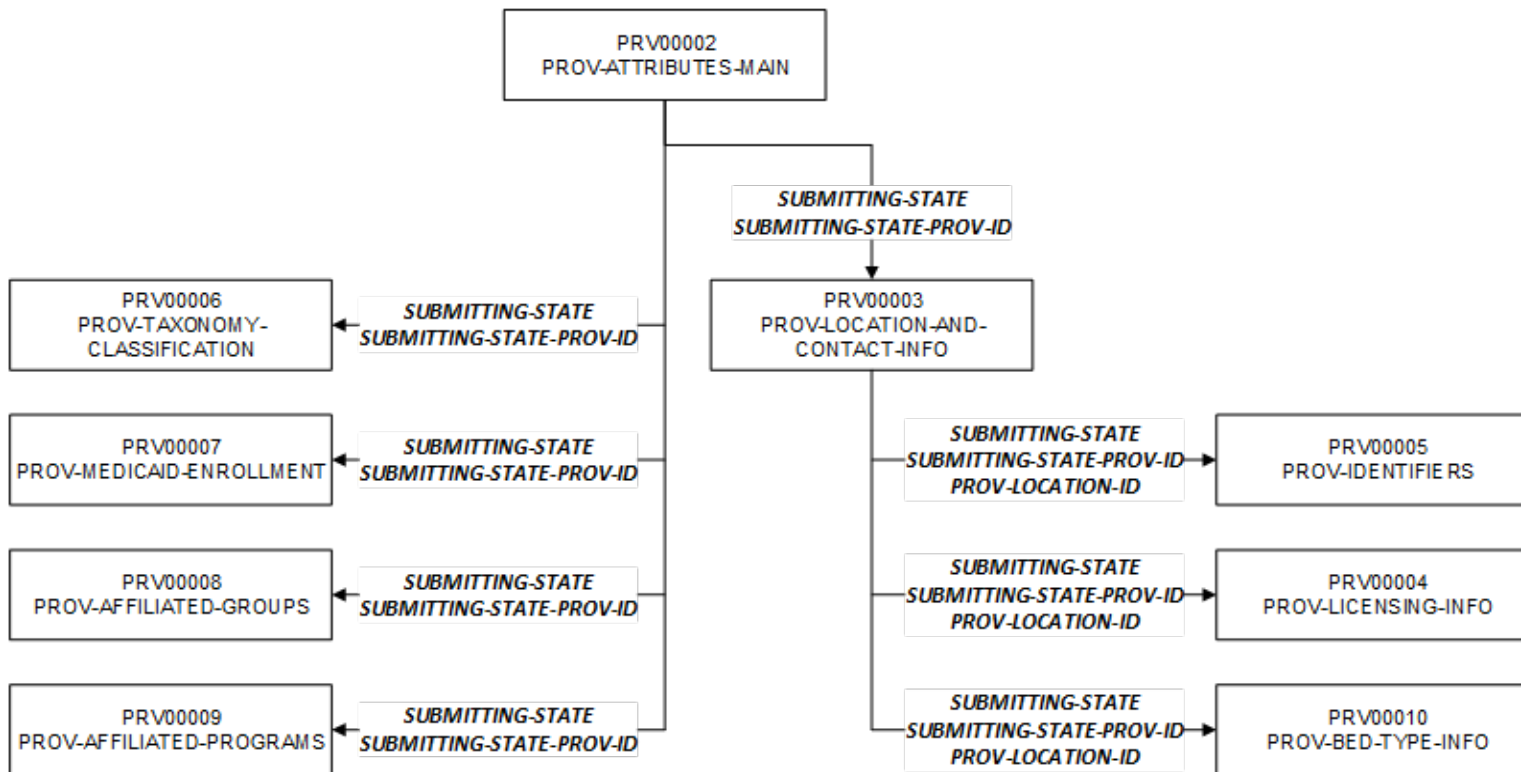 PRV00002
PROV-ATTRIBUTES-MAIN
SUBMITTING-STATE
SUBMITTING-STATE-PROV-ID
PRV00006
PROV-TAXONOMY-
CLASSIFICATION
SUBMITTING-STATE
SUBMITTING-STATE-PROV-ID
PRV00003
PROV-LOCATION-AND-
CONTACT-INFO
PRV00007
PROV-MEDICAID-ENROLLMENT
SUBMITTING-STATE
SUBMITTING-STATE-PROV-ID
SUBMITTING-STATE
SUBMITTING-STATE-PROV-ID
PROV-LOCATION-ID
PRV00005
PROV-IDENTIFIERS
PRV00008
PROV-AFFILIATED-GROUPS
SUBMITTING-STATE
SUBMITTING-STATE-PROV-ID
SUBMITTING-STATE
SUBMITTING-STATE-PROV-ID
PROV-LOCATION-ID
PRV00004
PROV-LICENSING-INFO
PRV00009
PROV-AFFILIATED-PROGRAMS
SUBMITTING-STATE
SUBMITTING-STATE-PROV-ID
SUBMITTING-STATE
SUBMITTING-STATE-PROV-ID
PROV-LOCATION-ID
PRV00010
PROV-BED-TYPE-INFO